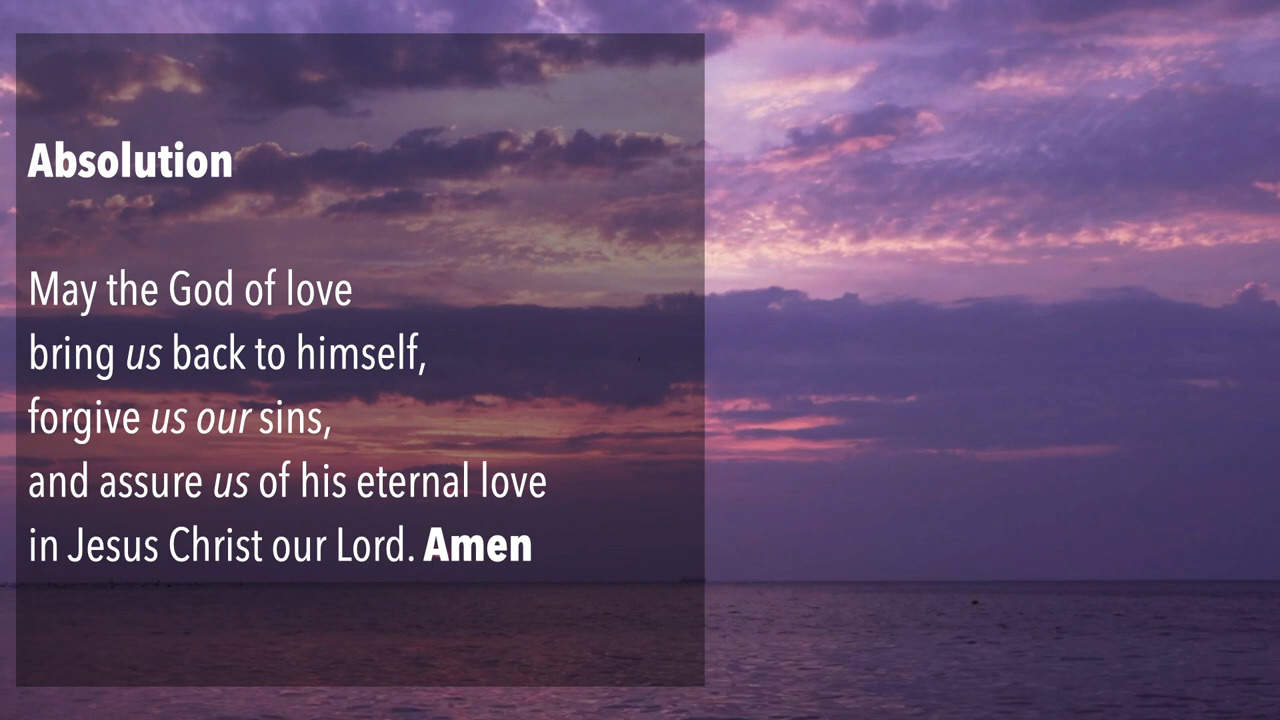 Absolution
May the God of love
bring us back to himself,
forgive us our sins,
and assure us of his eternal love
in Jesus Christ our Lord. Amen